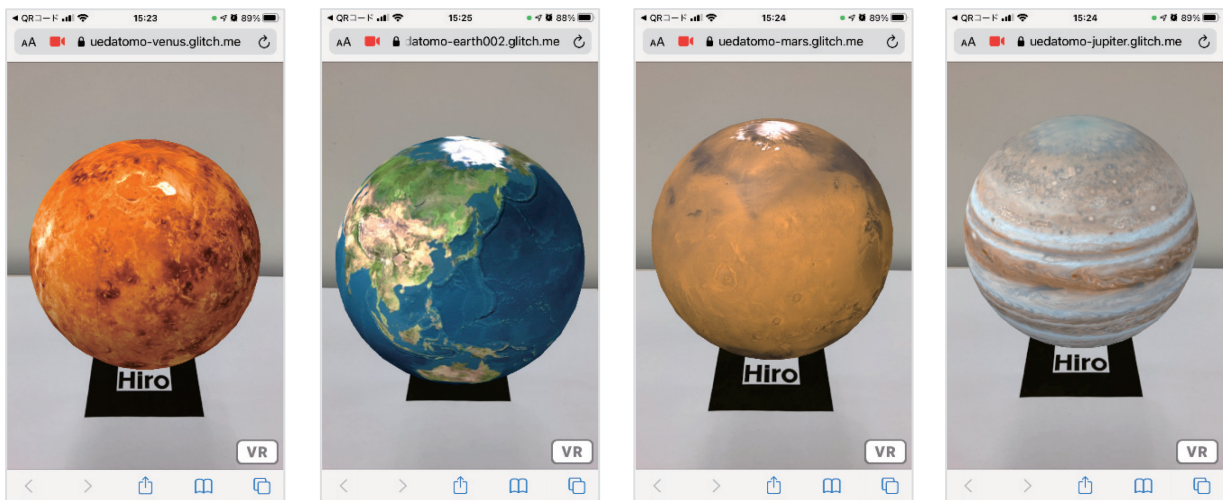 ◀ QRコード
15:23
89%
AA
uedatomo-venus.glitch.me
Hiro
VR
◀ QRコード
15:25
88%
AA
datomo-earth002.glitch.me
VR
◀ QRコード
15:24
89%
AA
uedatomo-mars.glitch.me
Hiro
VR
◀ QRコード
15:24
89%
AA
uedatomo-jupiter.glitch.me
Hiro
VR